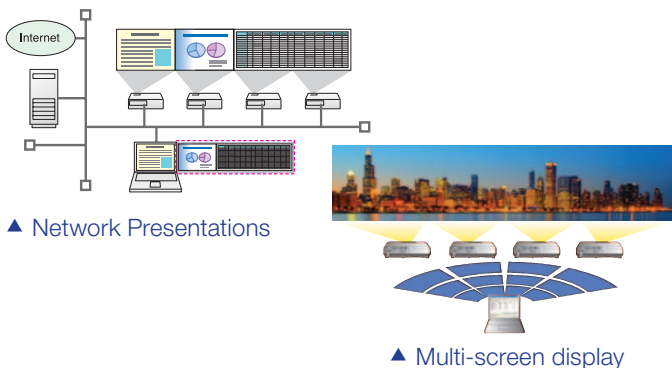 Internet
▲ Network Presentations
▲ Multi-screen display